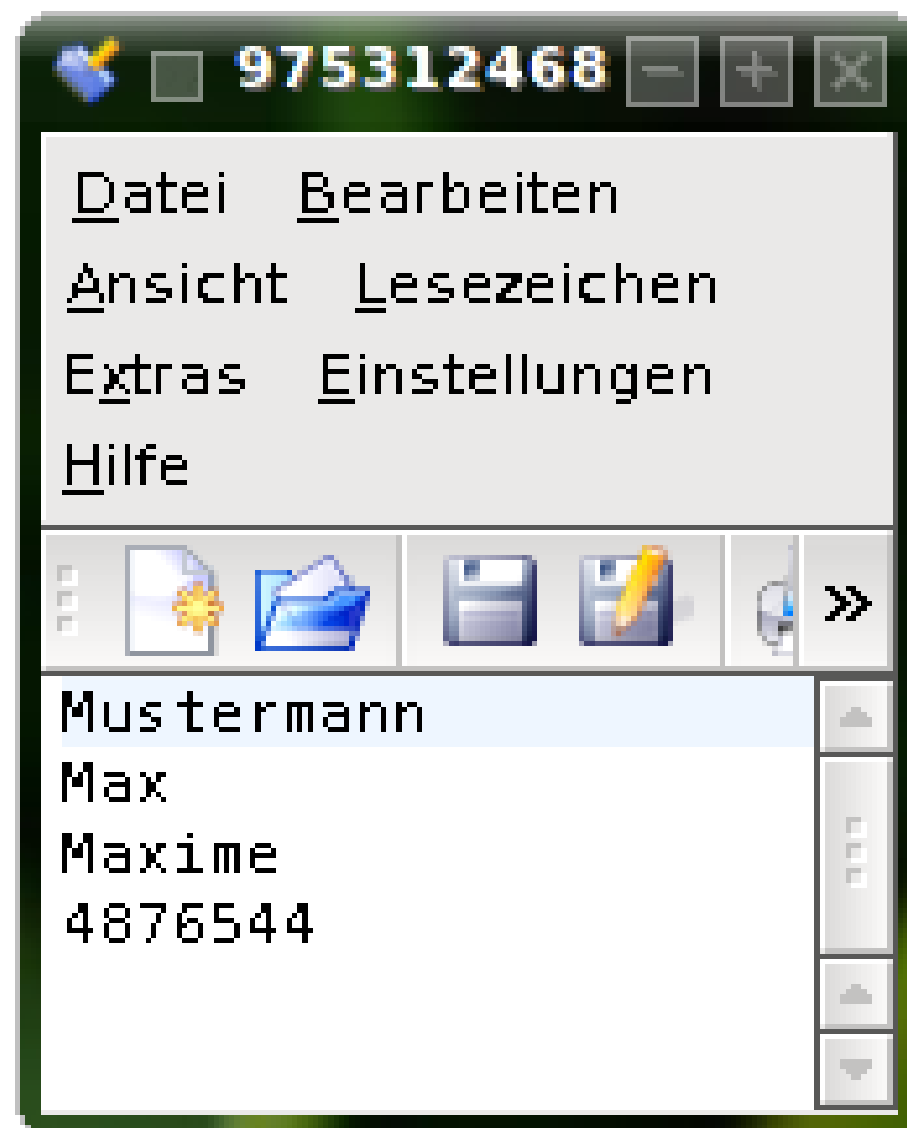 975312468
Datei Bearbeiten
Ansicht Lesezeichen
Extras Einstellungen
Hilfe
Mustermann
Max
Maxime
4876544